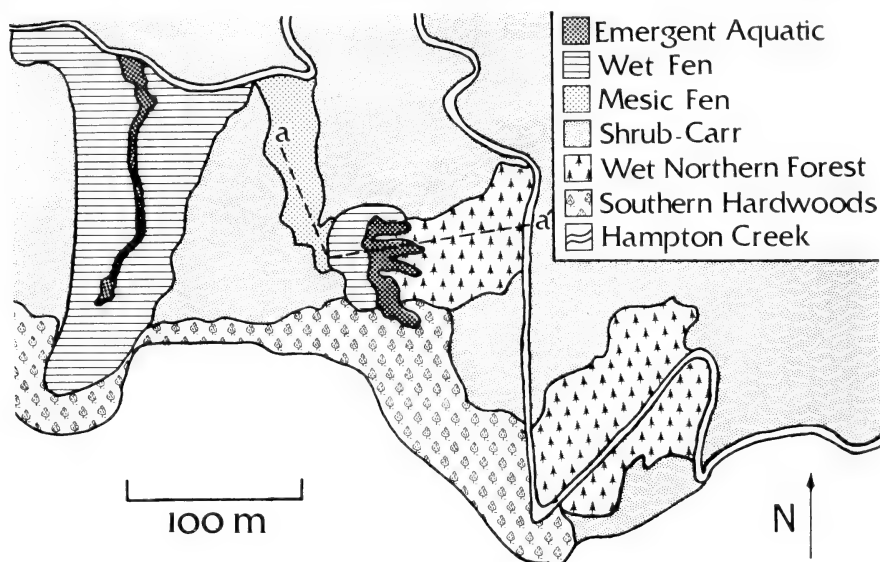 Emergent Aquatic
Wet Fen
Mesic Fen
Shrub-Carr
Wet Northern Forest
Southern Hardwoods
Hampton Creek
a
a'
100 m
N